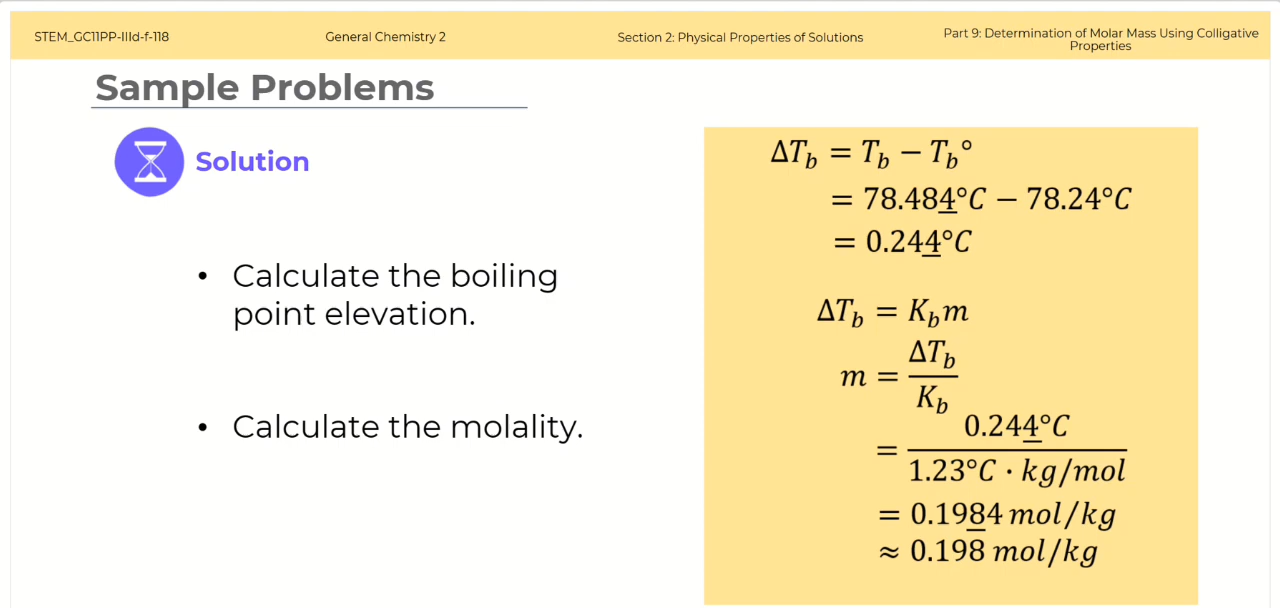 STEM_GC11PP-IIId-f-118
General Chemistry 2
Section 2: Physical Properties of Solutions
Part 9: Determination of Molar Mass Using Colligative
Properties
Sample Problems
Solution
• Calculate the boiling
point elevation.
• Calculate the molality.
ΔT_b = T_b − T_b°
= 78.484°C − 78.24°C
= 0.244°C
ΔT_b = K_b m
m = ΔT_b / K_b
= 0.244°C / 1.23°C · kg/mol
= 0.1984 mol/kg
≈ 0.198 mol/kg